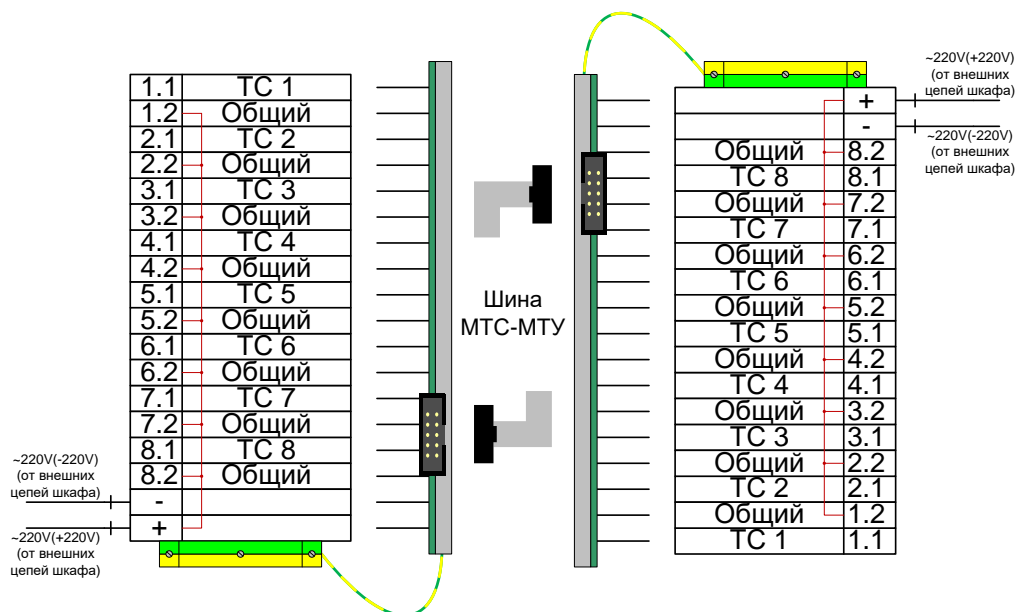 1.1 ТС 1
1.2 Общий
2.1 ТС 2
2.2 Общий
3.1 ТС 3
3.2 Общий
4.1 ТС 4
4.2 Общий
5.1 ТС 5
5.2 Общий
6.1 ТС 6
6.2 Общий
7.1 ТС 7
7.2 Общий
8.1 ТС 8
8.2 Общий
-
+
~220V(-220V)
(от внешних
цепей шкафа)
~220V(+220V)
(от внешних
цепей шкафа)
Шина
МТС-МТУ
+
-
Общий 8.2
ТС 8 8.1
Общий 7.2
ТС 7 7.1
Общий 6.2
ТС 6 6.1
Общий 5.2
ТС 5 5.1
Общий 4.2
ТС 4 4.1
Общий 3.2
ТС 3 3.1
Общий 2.2
ТС 2 2.1
Общий 1.2
ТС 1 1.1
~220V(+220V)
(от внешних
цепей шкафа)
~220V(-220V)
(от внешних
цепей шкафа)